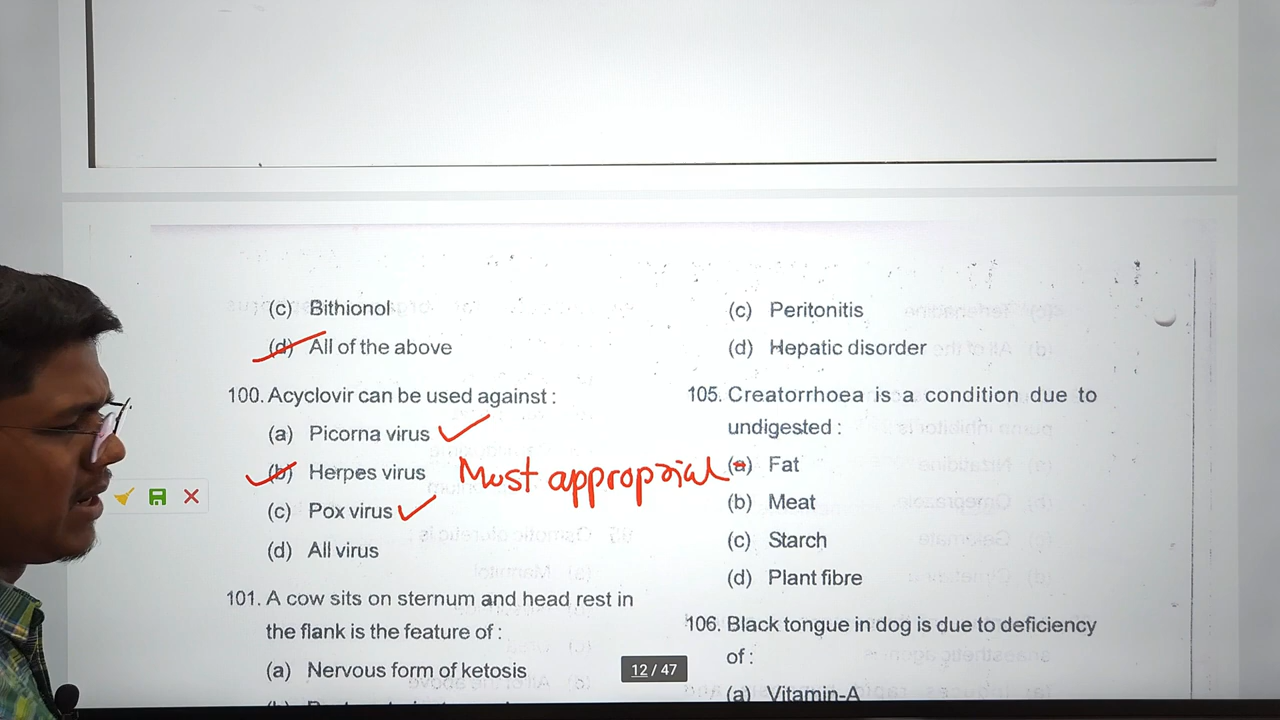 (c) Bithionol
(d) All of the above
100. Acyclovir can be used against :
(a) Picorna virus
(b) Herpes virus Most appropriate
(c) Pox virus
(d) All virus
101. A cow sits on sternum and head rest in
the flank is the feature of :
(a) Nervous form of ketosis
(c) Peritonitis
(d) Hepatic disorder
105. Creatorrhoea is a condition due to
undigested :
(a) Fat
(b) Meat
(c) Starch
(d) Plant fibre
106. Black tongue in dog is due to deficiency
of :
(a) Vitamin-A
12 / 47